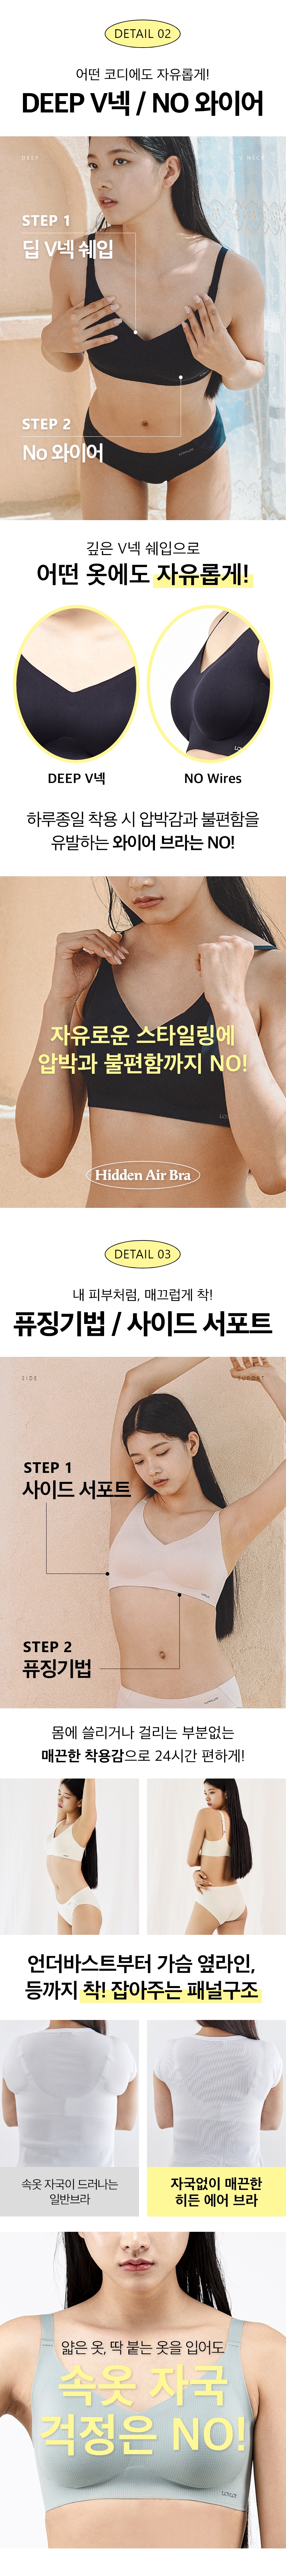 DETAIL 02
어떤 코디에도 자유롭게!
DEEP V넥 / NO 와이어
DEEP
V NECK
STEP 1
딥 V넥 쉐입
STEP 2
No 와이어
깊은 V넥 쉐입으로
어떤 옷에도 자유롭게!
DEEP V넥
NO Wires
하루종일 착용 시 압박감과 불편함을
유발하는 와이어 브라는 NO!
자유로운 스타일링에
압박과 불편함까지 NO!
Hidden Air Bra
DETAIL 03
내 피부처럼, 매끄럽게 착!
퓨징기법 / 사이드 서포트
SIDE
STEP 1
사이드 서포트
STEP 2
퓨징기법
몸에 쓸리거나 걸리는 부분없는
매끈한 착용감으로 24시간 편하게!
언더바스트부터 가슴 옆라인,
등까지 착! 잡아주는 패널구조
속옷 자국이 드러나는
일반브라
자국없이 매끈한
히든 에어 브라
얇은 옷, 딱 붙는 옷을 입어도
속옷 자국
걱정은 NO!